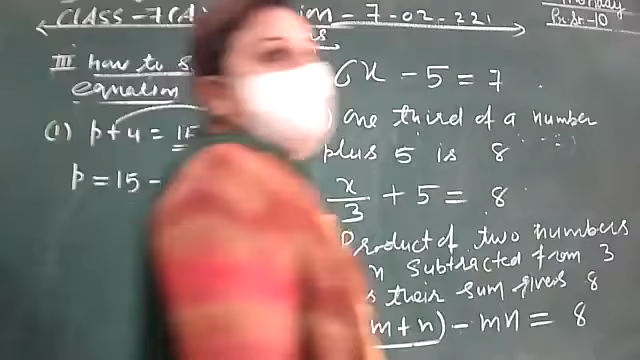 CLASS-7(A) - 7-02-221
Monday
Pr.Sr-10
III how to
equation
6x - 5 = 7
(1) p + 4 = 15
p = 15 -
one third of a number
plus 5 is 8
x/3 + 5 = 8
Product of two numbers
n subtracted from 3
their sum gives 8
m + n) - mn = 8